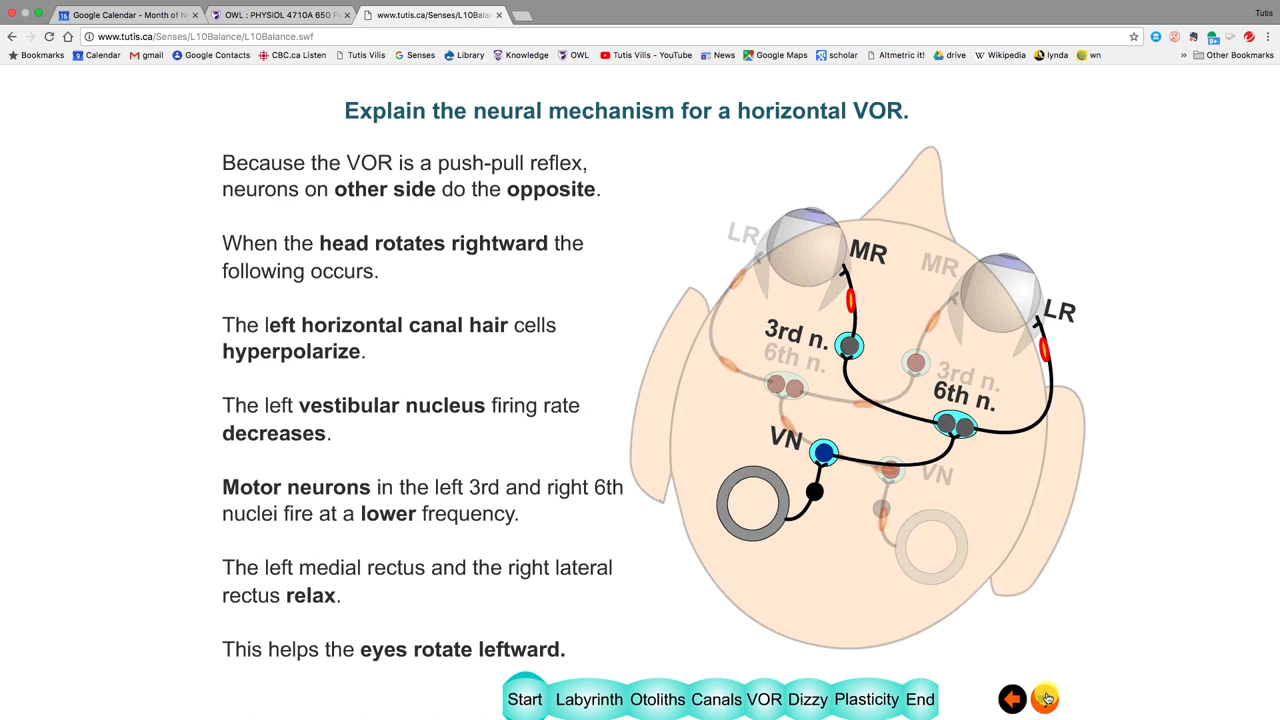 Google Calendar - Month of N
OWL : PHYSIOL 4710A 650 F
www.tutis.ca/Senses/L10Bala
Tutis
www.tutis.ca/Senses/L10Balance/L10Balance.swf
Bookmarks Calendar gmail Google Contacts CBC.ca Listen Tutis Vilis Senses Library Knowledge OWL Tutis Vilis - YouTube News Google Maps scholar Altmetric it! drive Wikipedia lynda wn » Other Bookmarks
Explain the neural mechanism for a horizontal VOR.
Because the VOR is a push-pull reflex,
neurons on other side do the opposite.
When the head rotates rightward the
following occurs.
The left horizontal canal hair cells
hyperpolarize.
The left vestibular nucleus firing rate
decreases.
Motor neurons in the left 3rd and right 6th
nuclei fire at a lower frequency.
The left medial rectus and the right lateral
rectus relax.
This helps the eyes rotate leftward.
LR
MR
MR
LR
3rd n.
6th n.
3rd n.
6th n.
VN
VN
Start Labyrinth Otoliths Canals VOR Dizzy Plasticity End